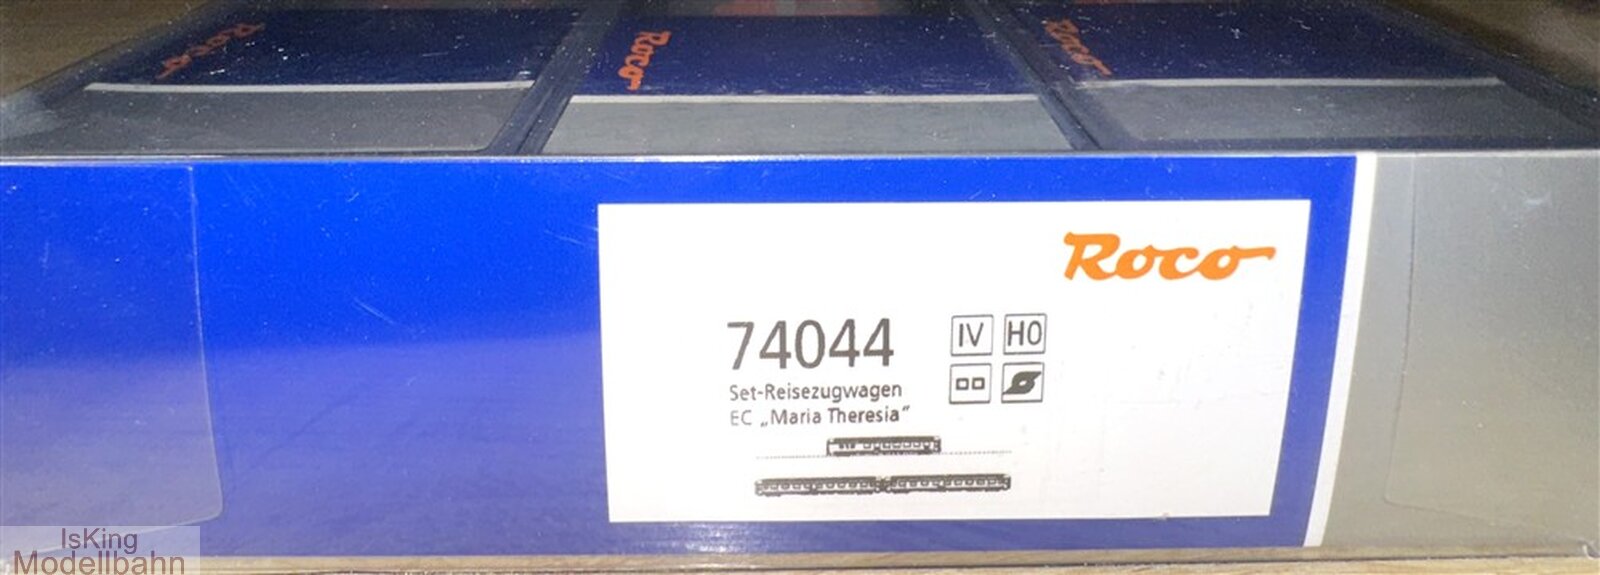 Roco
Roco
Roco
Roco
74044
IV
H0
Set-Reisezugwagen
EC „Maria Theresia"
IsKing
Modellbahn